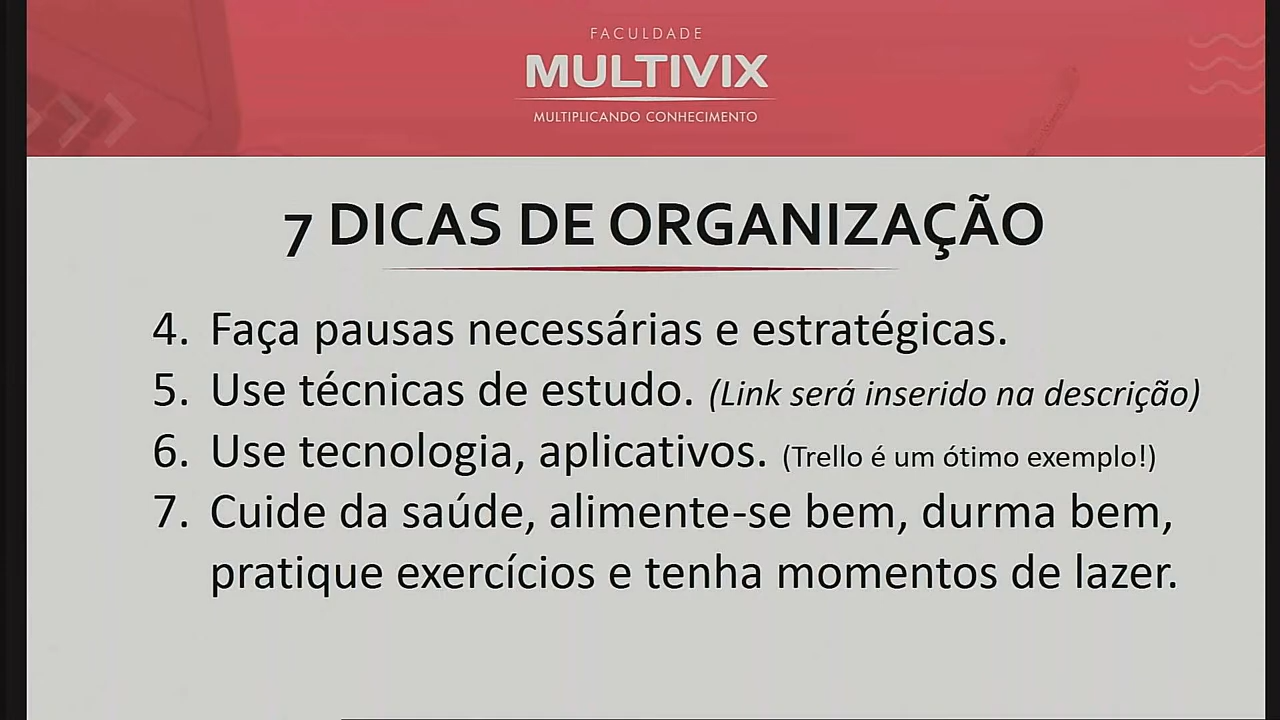 FACULDADE
MULTIVIX
MULTIPLICANDO CONHECIMENTO
7 DICAS DE ORGANIZAÇÃO
4. Faça pausas necessárias e estratégicas.
5. Use técnicas de estudo. (Link será inserido na descrição)
6. Use tecnologia, aplicativos. (Trello é um ótimo exemplo!)
7. Cuide da saúde, alimente-se bem, durma bem,
pratique exercícios e tenha momentos de lazer.